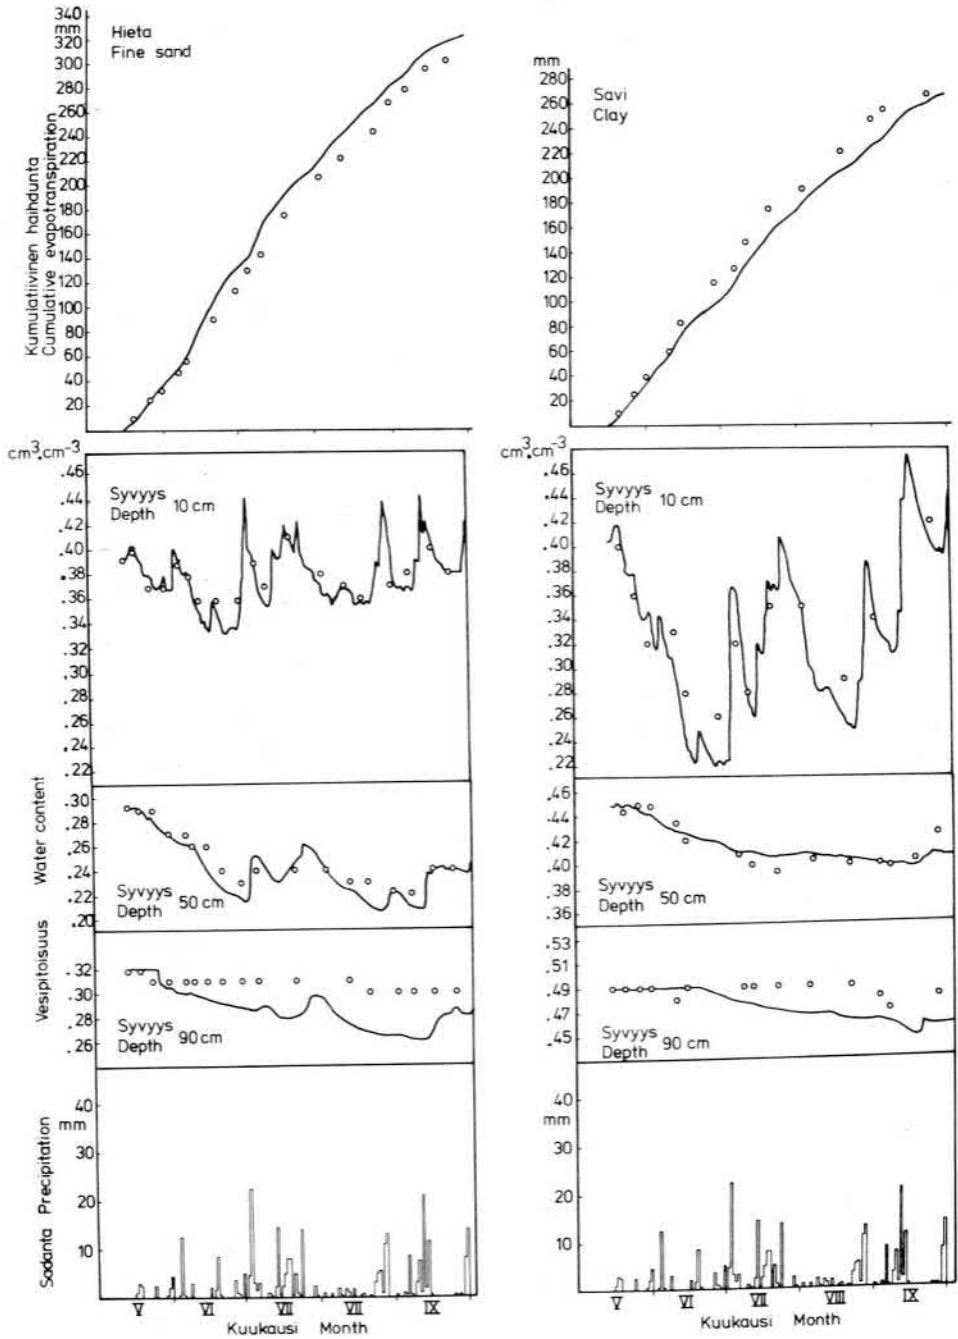 Hieta
Fine sand
Kumulatiivinen haihdunta
Cumulative evapotranspiration
340
mm
320
300
280
260
240
220
200
180
160
140
120
100
80
60
40
20
Savi
Clay
mm
280
260
240
220
200
180
160
140
120
100
80
60
40
20
Vesipitoisuus Water content
cm³.cm⁻³
.46
.44
.42
.40
.38
.36
.34
.32
.30
.28
.26
.24
.22
Syvyys
Depth 10 cm
cm³.cm⁻³
.46
.44
.42
.40
.38
.36
.34
.32
.30
.28
.26
.24
.22
Syvyys
Depth 10 cm
.30
.28
.26
.24
.22
.20
Syvyys
Depth 50 cm
.46
.44
.42
.40
.38
.36
Syvyys
Depth 50 cm
.32
.30
.28
.26
Syvyys
Depth 90 cm
.53
.51
.49
.47
.45
Syvyys
Depth 90 cm
Sadanta Precipitation
40
mm
30
20
10
V VI VII VII IX
Kuukausi Month
40
mm
30
20
10
V VI VII VIII IX
Kuukausi Month